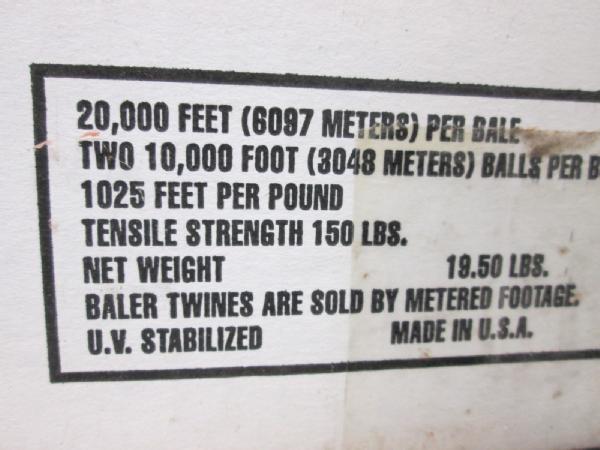 20,000 FEET (6097 METERS) PER BALE
TWO 10,000 FOOT (3048 METERS) BALLS PER
1025 FEET PER POUND
TENSILE STRENGTH 150 LBS.
NET WEIGHT 19.50 LBS.
BALER TWINES ARE SOLD BY METERED FOOTAGE.
U.V. STABILIZED MADE IN U.S.A.